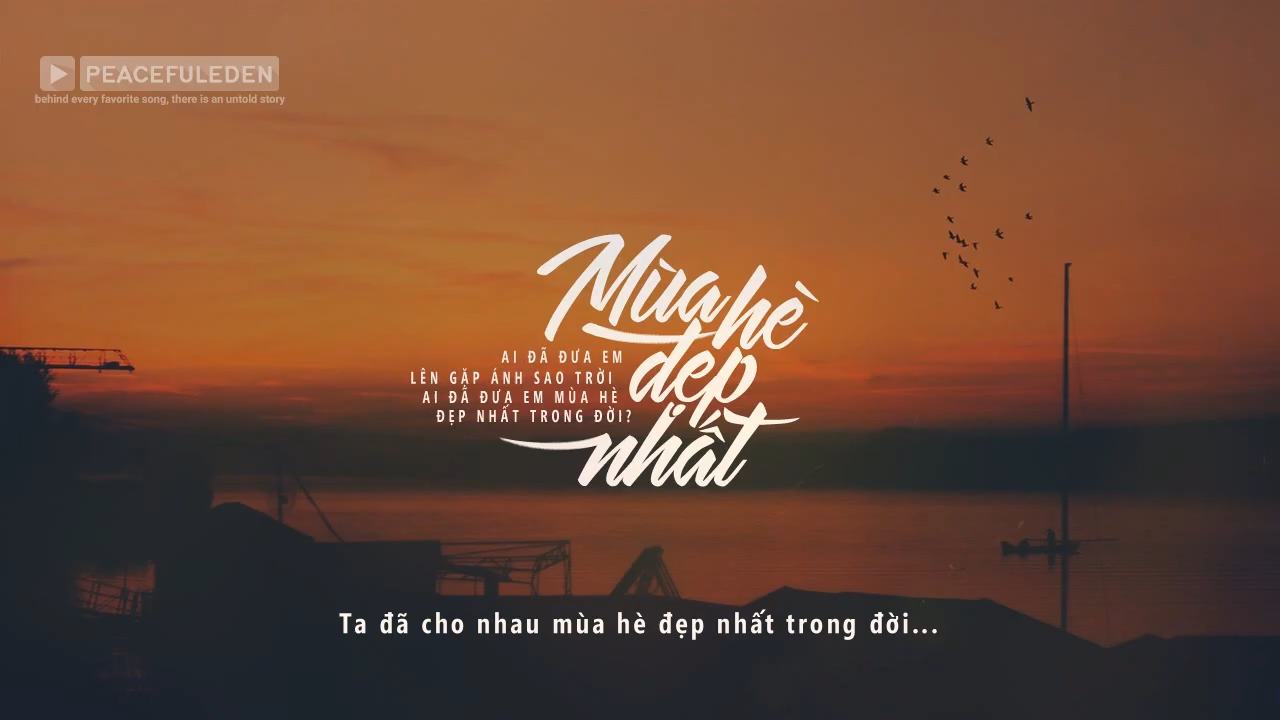 PEACEFULEDEN
behind every favorite song, there is an untold story
Mùa hè
đẹp
nhất
AI ĐÃ ĐƯA EM
LÊN GẶP ÁNH SAO TRỜI
AI ĐÃ ĐƯA EM MÙA HÈ
ĐẸP NHẤT TRONG ĐỜI?
Ta đã cho nhau mùa hè đẹp nhất trong đời...